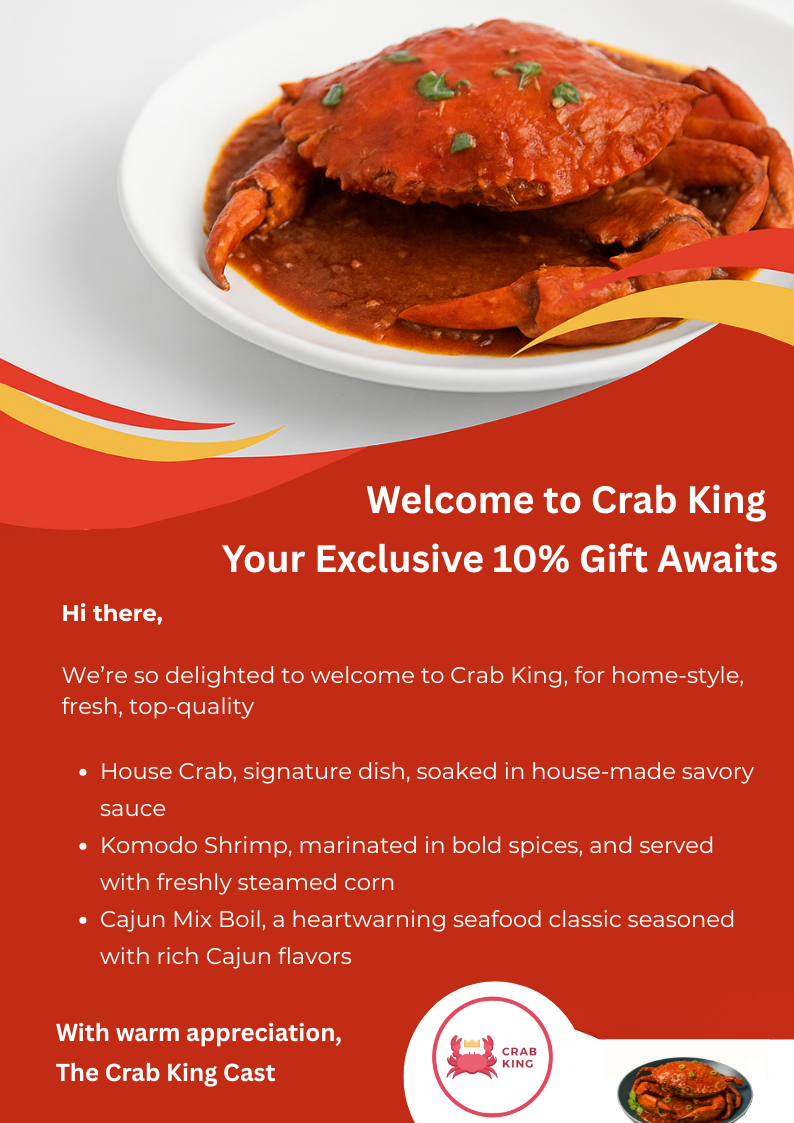 Welcome to Crab King
Your Exclusive 10% Gift Awaits
Hi there,
We’re so delighted to welcome to Crab King, for home-style,
fresh, top-quality
• House Crab, signature dish, soaked in house-made savory
sauce
• Komodo Shrimp, marinated in bold spices, and served
with freshly steamed corn
• Cajun Mix Boil, a heartwarning seafood classic seasoned
with rich Cajun flavors
With warm appreciation,
The Crab King Cast
CRAB
KING